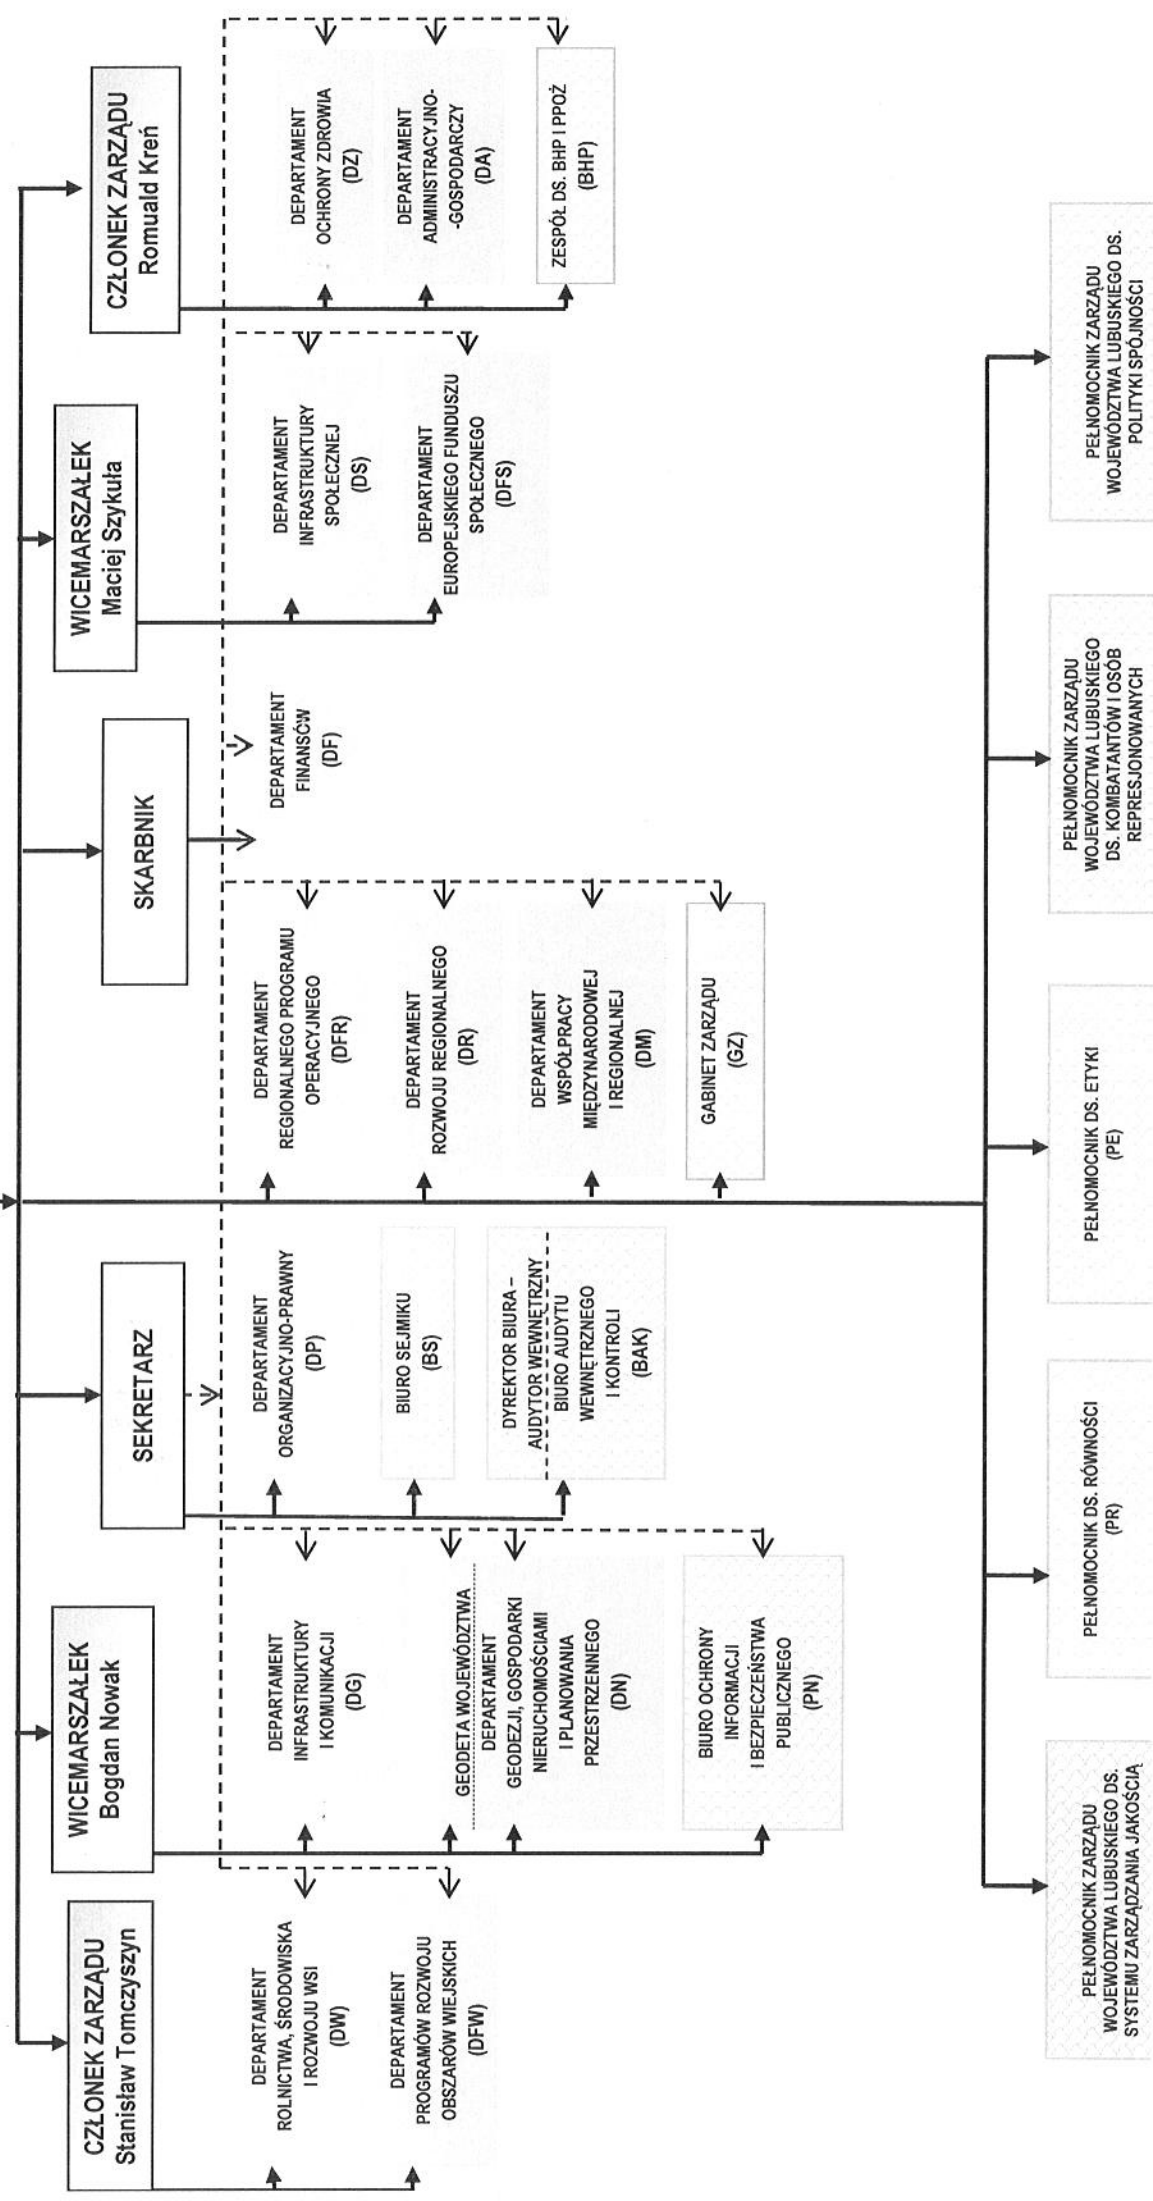 CZŁONEK ZARZĄDU
Stanisław Tomczyszyn
WICEMARSZAŁEK
Bogdan Nowak
SEKRETARZ
SKARBNIK
WICEMARSZAŁEK
Maciej Szykuła
CZŁONEK ZARZĄDU
Romuald Kreń
DEPARTAMENT
ROLNICTWA, ŚRODOWISKA
I ROZWOJU WSI
(DW)
DEPARTAMENT
PROGRAMÓW ROZWOJU
OBSZARÓW WIEJSKICH
(DFW)
DEPARTAMENT
INFRASTRUKTURY
I KOMUNIKACJI
(DG)
GEODETA WOJEWÓDZTWA
DEPARTAMENT
GEODEZJI, GOSPODARKI
NIERUCHOMOŚCIAMI
I PLANOWANIA
PRZESTRZENNEGO
(DN)
BIURO OCHRONY
INFORMACJI
I BEZPIECZEŃSTWA
PUBLICZNEGO
(PN)
DEPARTAMENT
ORGANIZACYJNO-PRAWNY
(DP)
BIURO SEJMIKU
(BS)
DYREKTOR BIURA –
AUDYTOR WEWNĘTRZNY
BIURO AUDYTU
WEWNĘTRZNEGO
I KONTROLI
(BAK)
DEPARTAMENT
REGIONALNEGO PROGRAMU
OPERACYJNEGO
(DFR)
DEPARTAMENT
ROZWOJU REGIONALNEGO
(DR)
DEPARTAMENT
WSPÓŁPRACY
MIĘDZYNARODOWEJ
I REGIONALNEJ
(DM)
GABINET ZARZĄDU
(GZ)
DEPARTAMENT
FINANSÓW
(DF)
DEPARTAMENT
INFRASTRUKTURY
SPOŁECZNEJ
(DS)
DEPARTAMENT
EUROPEJSKIEGO FUNDUSZU
SPOŁECZNEGO
(DFS)
DEPARTAMENT
OCHRONY ZDROWIA
(DZ)
DEPARTAMENT
ADMINISTRACYJNO-
-GOSPODARCZY
(DA)
ZESPÓŁ DS. BHP I PPOŻ
(BHP)
PEŁNOMOCNIK ZARZĄDU
WOJEWÓDZTWA LUBUSKIEGO DS.
SYSTEMU ZARZĄDZANIA JAKOŚCIĄ
PEŁNOMOCNIK DS. RÓWNOŚCI
(PR)
PEŁNOMOCNIK DS. ETYKI
(PE)
PEŁNOMOCNIK ZARZĄDU
WOJEWÓDZTWA LUBUSKIEGO
DS. KOMBATANTÓW I OSÓB
REPRESJONOWANYCH
PEŁNOMOCNIK ZARZĄDU
WOJEWÓDZTWA LUBUSKIEGO DS.
POLITYKI SPÓJNOŚCI